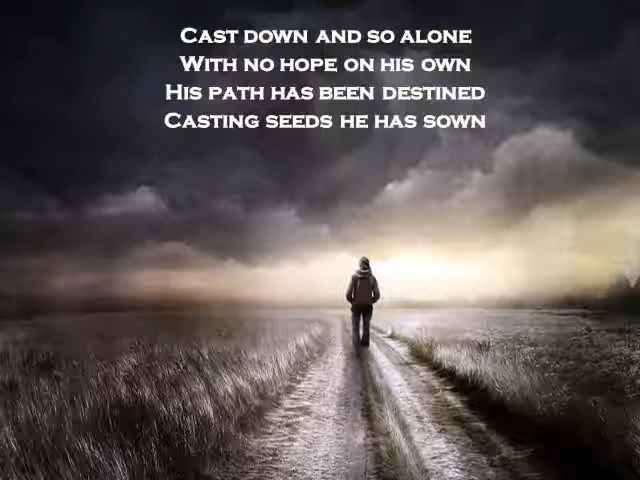 Cast down and so alone
With no hope on his own
His path has been destined
Casting seeds he has sown